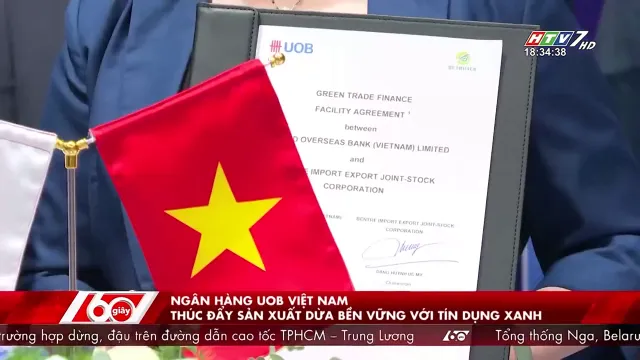 UOB
HTV7 HD
18:34:38
GREEN TRADE FINANCE
FACILITY AGREEMENT
between
OVERSEAS BANK (VIETNAM) LIMITED
and
IMPORT EXPORT JOINT-STOCK
CORPORATION
IMPORT EXPORT JOINT-STOCK
CORPORATION
60 giây
NGÂN HÀNG UOB VIỆT NAM
THÚC ĐẨY SẢN XUẤT DỪA BỀN VỮNG VỚI TÍN DỤNG XANH
trường hợp dừng, đậu trên đường dẫn cao tốc TPHCM – Trung Lương 60 Tổng thống Nga, Belaru